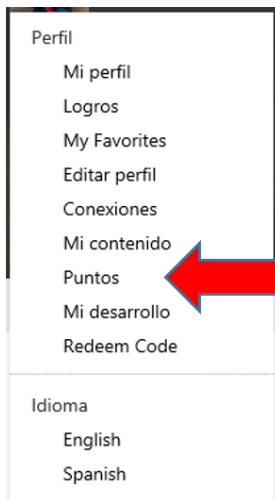 Perfil
Mi perfil
Logros
My Favorites
Editar perfil
Conexiones
Mi contenido
Puntos
Mi desarrollo
Redeem Code
Idioma
English
Spanish